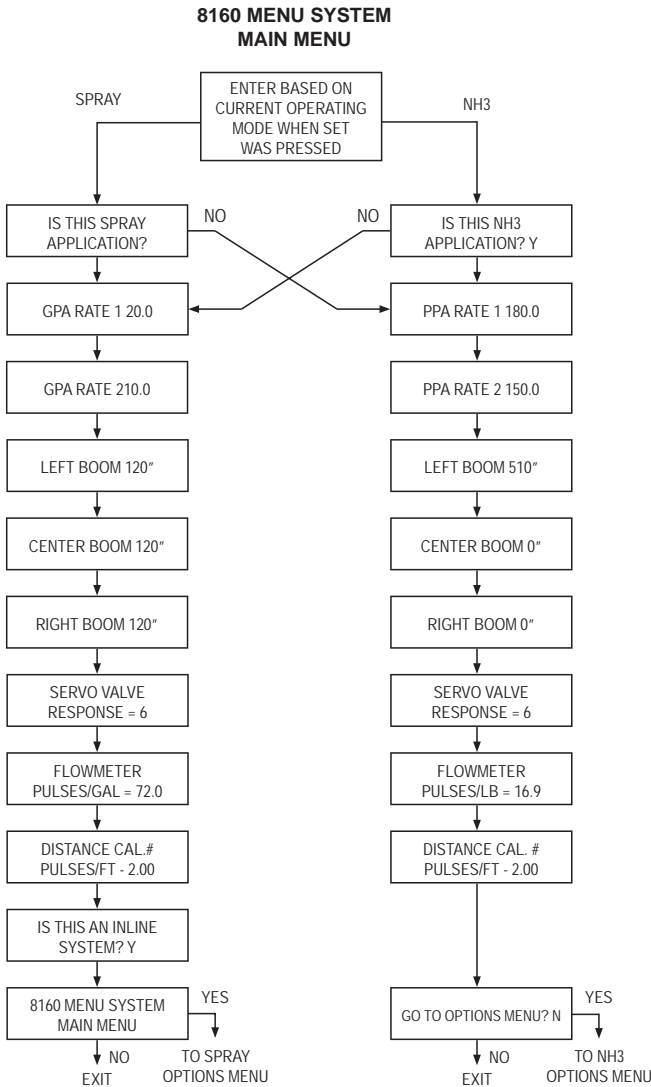 8160 MENU SYSTEM
MAIN MENU
SPRAY
ENTER BASED ON
CURRENT OPERATING
MODE WHEN SET
WAS PRESSED
NH3
IS THIS SPRAY
APPLICATION?
NO
NO
IS THIS NH3
APPLICATION? Y
GPA RATE 1 20.0
PPA RATE 1 180.0
GPA RATE 210.0
PPA RATE 2 150.0
LEFT BOOM 120"
LEFT BOOM 510"
CENTER BOOM 120"
CENTER BOOM 0"
RIGHT BOOM 120"
RIGHT BOOM 0"
SERVO VALVE
RESPONSE = 6
SERVO VALVE
RESPONSE = 6
FLOWMETER
PULSES/GAL = 72.0
FLOWMETER
PULSES/LB = 16.9
DISTANCE CAL.#
PULSES/FT - 2.00
DISTANCE CAL. #
PULSES/FT - 2.00
IS THIS AN INLINE
SYSTEM? Y
8160 MENU SYSTEM
MAIN MENU
YES
GO TO OPTIONS MENU? N
YES
NO
EXIT
TO SPRAY
OPTIONS MENU
NO
EXIT
TO NH3
OPTIONS MENU